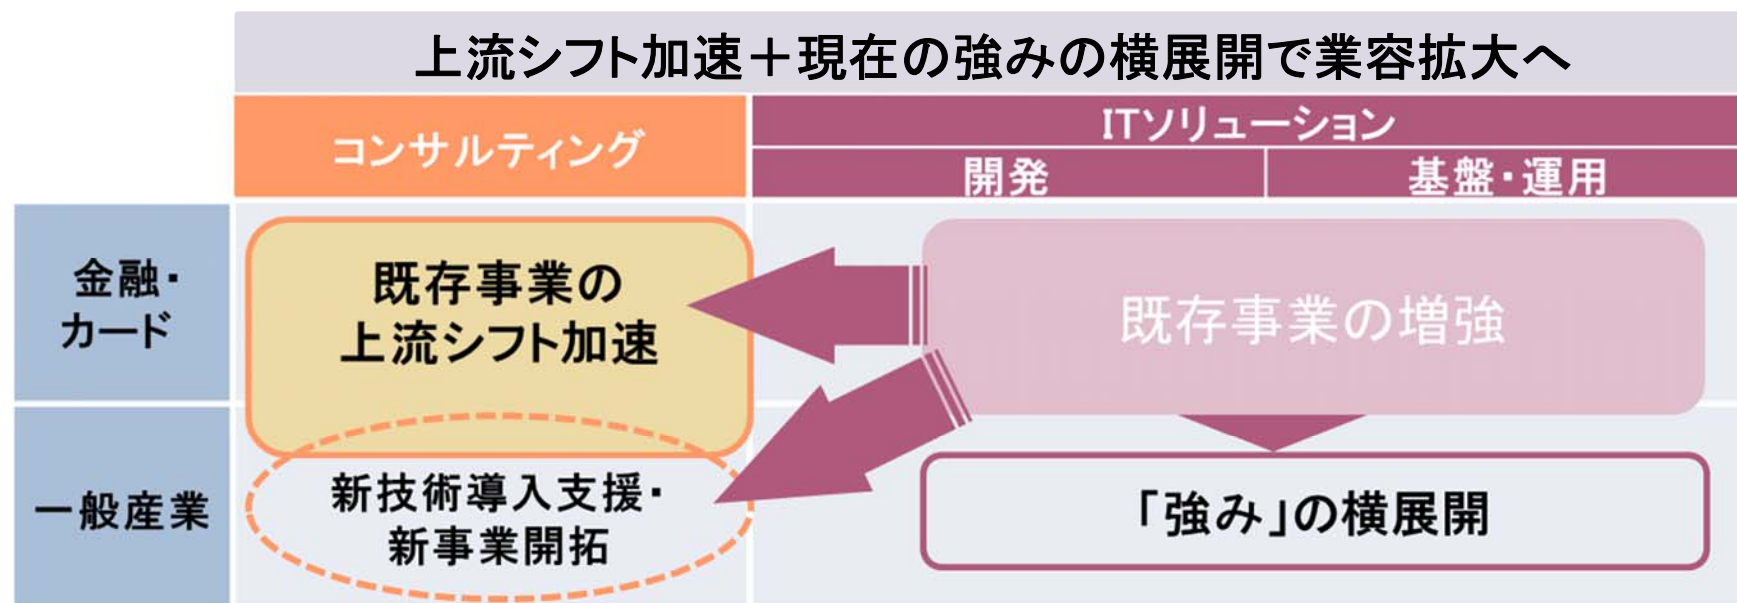 上流シフト加速＋現在の強みの横展開で業容拡大へ
コンサルティング
ITソリューション
開発
基盤・運用
金融・
カード
既存事業の
上流シフト加速
既存事業の増強
一般産業
新技術導入支援・
新事業開拓
「強み」の横展開